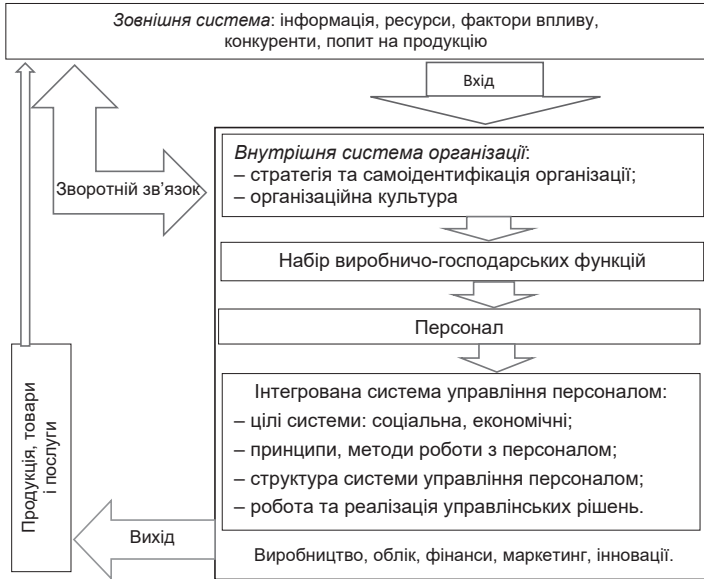 Зовнішня система: інформація, ресурси, фактори впливу,
конкуренти, попит на продукцію
Вхід
Зворотній зв’язок
Внутрішня система організації:
– стратегія та самоідентифікація організації;
– організаційна культура
Набір виробничо-господарських функцій
Персонал
Інтегрована система управління персоналом:
– цілі системи: соціальна, економічні;
– принципи, методи роботи з персоналом;
– структура системи управління персоналом;
– робота та реалізація управлінських рішень.
Виробництво, облік, фінанси, маркетинг, інновації.
Вихід
Продукція, товари
і послуги